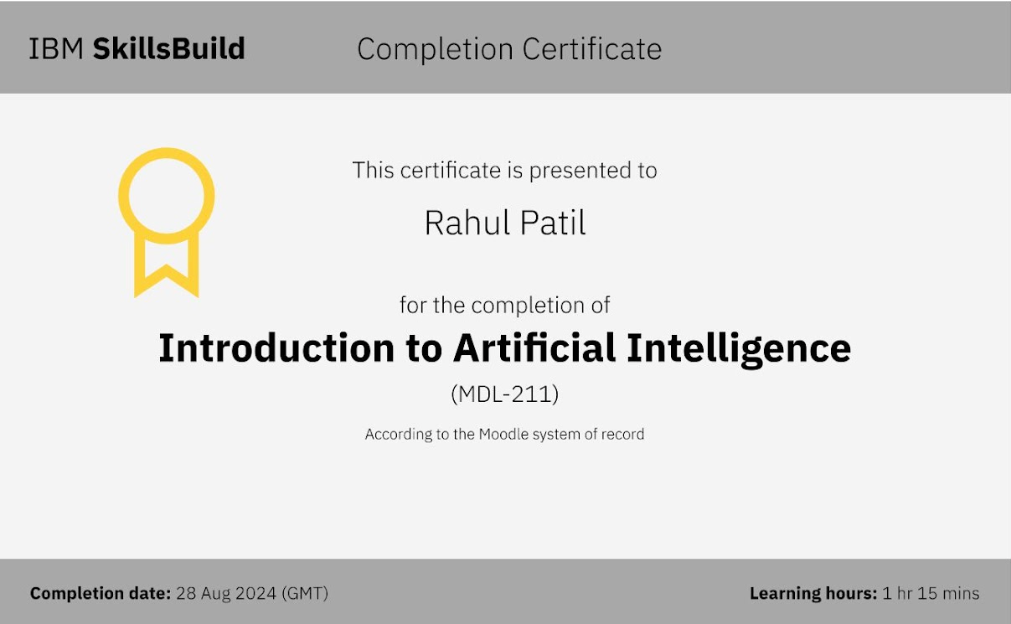 IBM SkillsBuild
Completion Certificate
This certificate is presented to
Rahul Patil
for the completion of
Introduction to Artificial Intelligence
(MDL-211)
According to the Moodle system of record
Completion date: 28 Aug 2024 (GMT)
Learning hours: 1 hr 15 mins